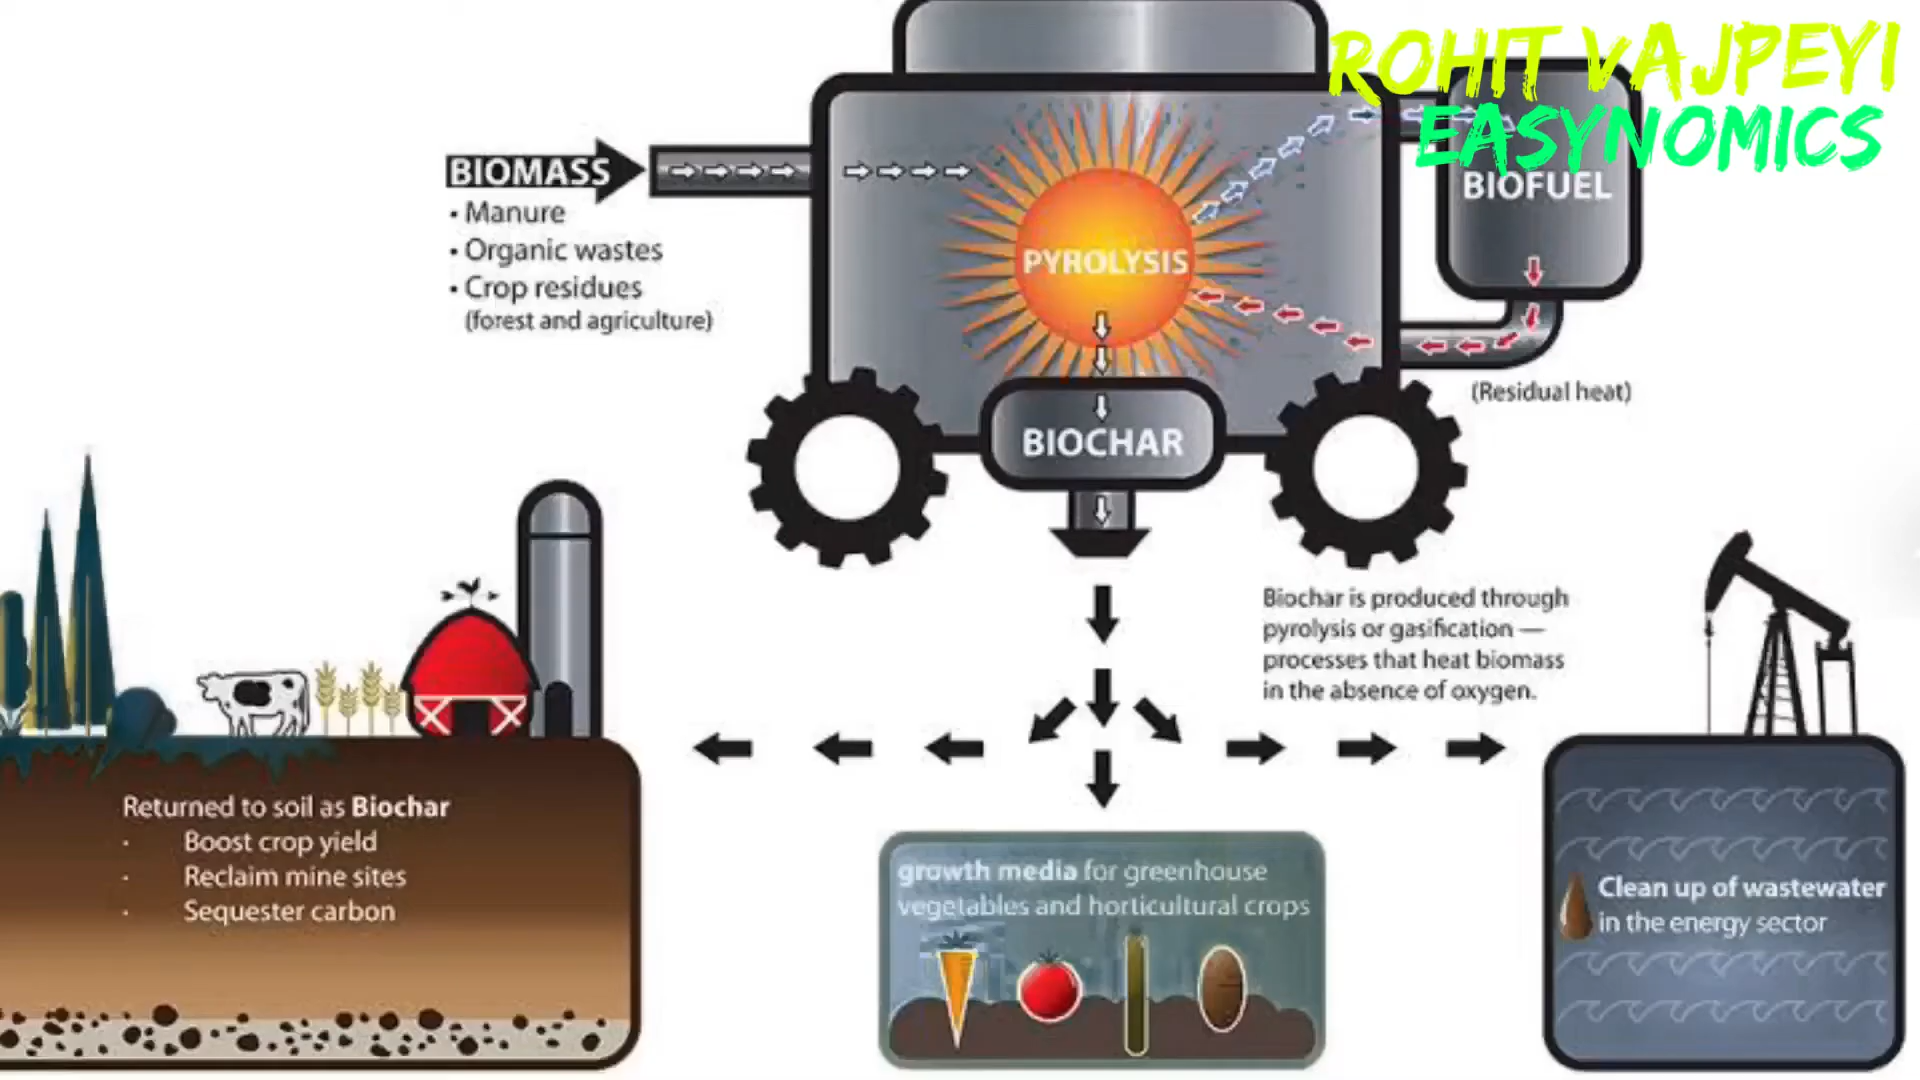 ROHIT VAJPEYI
EASYNOMICS
BIOMASS
• Manure
• Organic wastes
• Crop residues
(forest and agriculture)
PYROLYSIS
BIOFUEL
(Residual heat)
BIOCHAR
Biochar is produced through
pyrolysis or gasification —
processes that heat biomass
in the absence of oxygen.
Returned to soil as Biochar
· Boost crop yield
· Reclaim mine sites
· Sequester carbon
growth media for greenhouse
vegetables and horticultural crops
Clean up of wastewater
in the energy sector